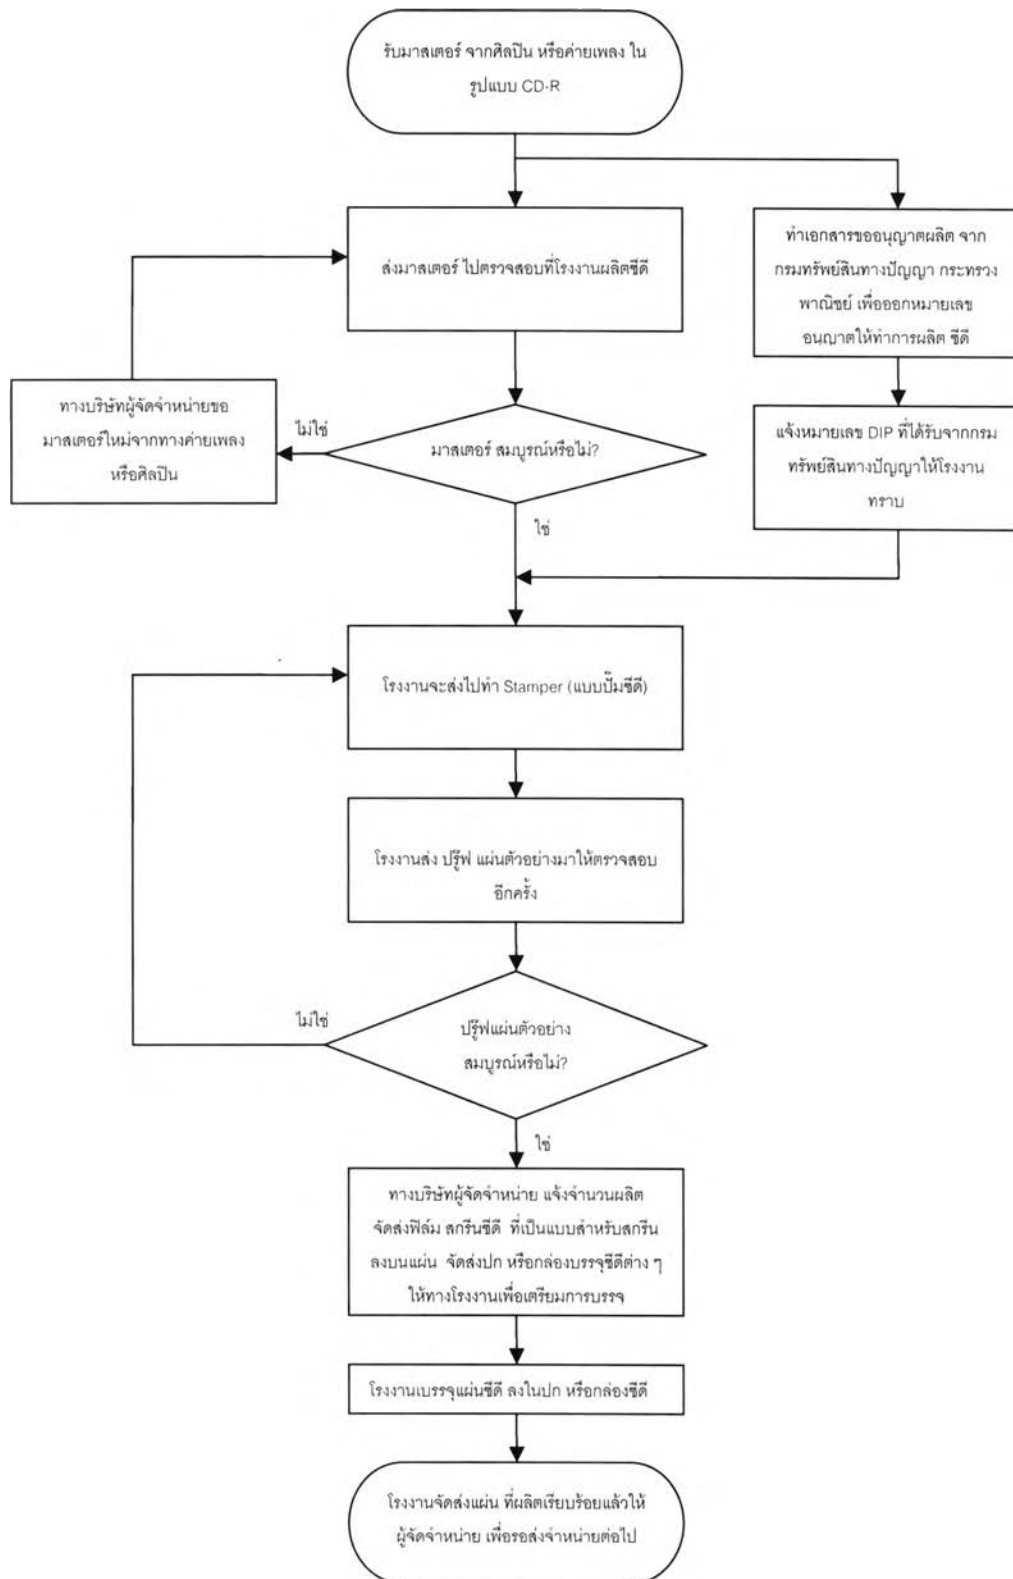 รับมาสเตอร์ จากศิลปิน หรือค่ายเพลง ใน
รูปแบบ CD-R
ส่งมาสเตอร์ ไปตรวจสอบที่โรงงานผลิตซีดี
ทำเอกสารขออนุญาตผลิต จาก
กรมทรัพย์สินทางปัญญา กระทรวง
พาณิชย์ เพื่อออกหมายเลข
อนุญาตให้ทำการผลิต ซีดี
ทางบริษัทผู้จัดจำหน่ายขอ
มาสเตอร์ใหม่จากทางค่ายเพลง
หรือศิลปิน
ไม่ใช่
มาสเตอร์ สมบูรณ์หรือไม่?
แจ้งหมายเลข DIP ที่ได้รับจากกรม
ทรัพย์สินทางปัญญาให้โรงงาน
ทราบ
ใช่
โรงงานจะส่งไปทำ Stamper (แบบปั๊มซีดี)
โรงงานส่ง ปรู๊ฟ แผ่นตัวอย่างมาให้ตรวจสอบ
อีกครั้ง
ไม่ใช่
ปรู๊ฟแผ่นตัวอย่าง
สมบูรณ์หรือไม่?
ใช่
ทางบริษัทผู้จัดจำหน่าย แจ้งจำนวนผลิต
จัดส่งฟิล์ม สกรีนซีดี ที่เป็นแบบสำหรับสกรีน
ลงบนแผ่น จัดส่งปก หรือกล่องบรรจุซีดีต่าง ๆ
ให้ทางโรงงานเพื่อเตรียมการบรรจุ
โรงงานเบรรจุแผ่นซีดี ลงในปก หรือกล่องซีดี
โรงงานจัดส่งแผ่น ที่ผลิตเรียบร้อยแล้วให้
ผู้จัดจำหน่าย เพื่อรอส่งจำหน่ายต่อไป